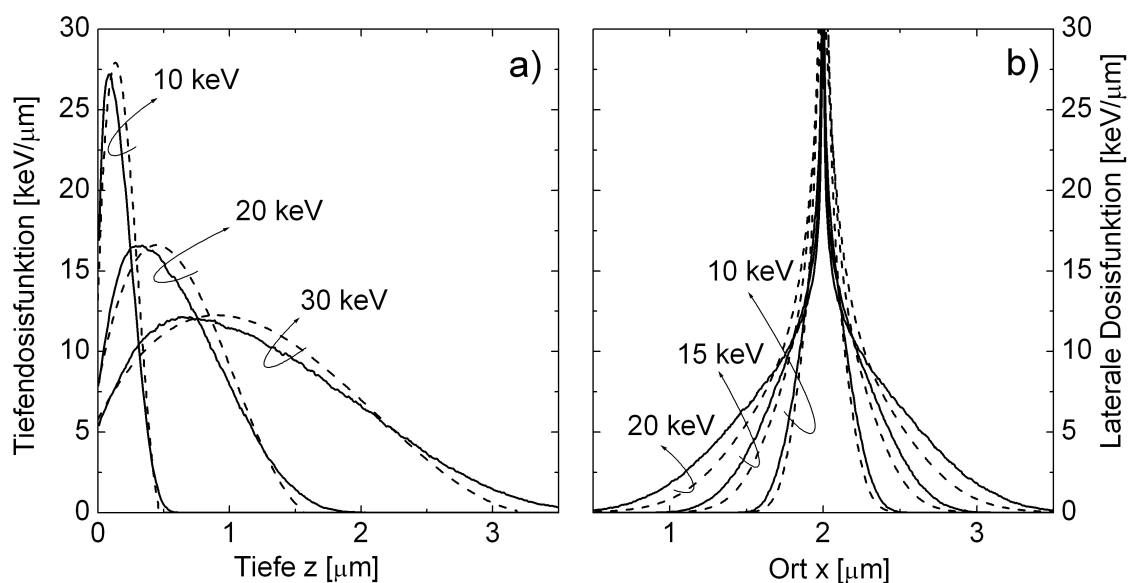 a)
Tiefendosisfunktion [keV/μm]
30
25
20
15
10
5
0
10 keV
20 keV
30 keV
0 1 2 3
Tiefe z [μm]
b)
10 keV
15 keV
20 keV
30
25
20
15
10
5
0
Laterale Dosisfunktion [keV/μm]
1 2 3
Ort x [μm]